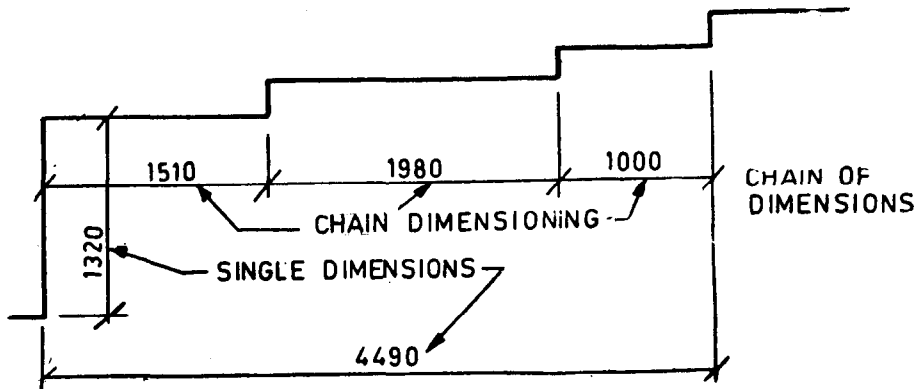 1510
1980
1000
CHAIN OF
DIMENSIONS
CHAIN DIMENSIONING
1320
SINGLE DIMENSIONS
4490